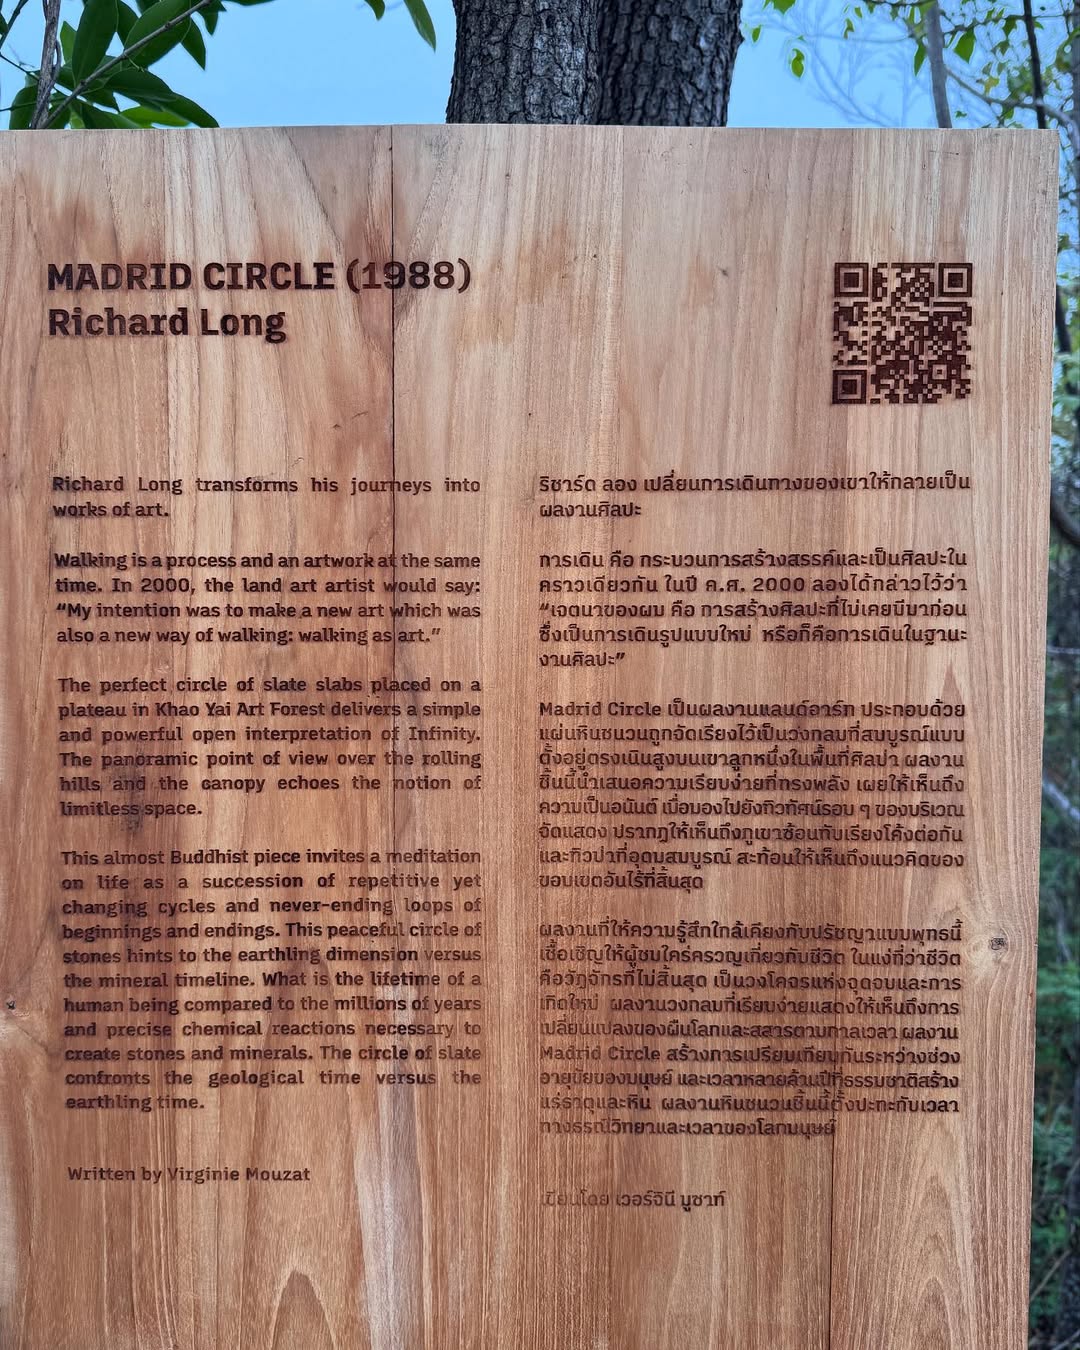 MADRID CIRCLE (1988)
Richard Long
Richard Long transforms his journeys into
works of art.
Walking is a process and an artwork at the same
time. In 2000, the land art artist would say:
“My intention was to make a new art which was
also a new way of walking: walking as art.”
The perfect circle of slate slabs placed on a
plateau in Khao Yai Art Forest delivers a simple
and powerful open interpretation of Infinity.
The panoramic point of view over the rolling
hills and the canopy echoes the notion of
limitless space.
This almost Buddhist piece invites a meditation
on life as a succession of repetitive yet
changing cycles and never-ending loops of
beginnings and endings. This peaceful circle of
stones hints to the earthling dimension versus
the mineral timeline. What is the lifetime of a
human being compared to the millions of years
and precise chemical reactions necessary to
create stones and minerals. The circle of slate
confronts the geological time versus the
earthling time.
Written by Virginie Mouzat
ริชาร์ด ลอง เปลี่ยนการเดินทางของเขาให้กลายเป็น
ผลงานศิลปะ
การเดิน คือ กระบวนการสร้างสรรค์และเป็นศิลปะใน
คราวเดียวกัน ในปี ค.ศ. 2000 ลองได้กล่าวไว้ว่า
“เจตนาของผม คือ การสร้างศิลปะที่ไม่เคยมีมาก่อน
ซึ่งเป็นการเดินรูปแบบใหม่ หรือก็คือการเดินในฐานะ
งานศิลปะ”
Madrid Circle เป็นผลงานแลนด์อาร์ท ประกอบด้วย
แผ่นหินชนวนถูกจัดเรียงไว้เป็นวงกลมที่สมบูรณ์แบบ
ตั้งอยู่ตรงเนินสูงบนเขาลูกหนึ่งในพื้นที่ศิลป่า ผลงาน
ชิ้นนี้นำเสนอความเรียบง่ายที่ทรงพลัง เผยให้เห็นถึง
ความเป็นอนันต์ เมื่อมองไปยังทิวทัศน์รอบ ๆ ของบริเวณ
จัดแสดง ปรากฏให้เห็นถึงภูเขาซ้อนทับเรียงโค้งต่อกัน
และทิวป่าที่อุดมสมบูรณ์ สะท้อนให้เห็นถึงแนวคิดของ
ขอบเขตอันไร้ที่สิ้นสุด
ผลงานที่ให้ความรู้สึกใกล้เคียงกับปรัชญาแบบพุทธนี้
เชื้อเชิญให้ผู้ชมใคร่ครวญเกี่ยวกับชีวิต ในแง่ที่ว่าชีวิต
คือวัฏจักรที่ไม่สิ้นสุด เป็นวงโคจรแห่งจุดจบและการ
เกิดใหม่ ผลงานวงกลมที่เรียบง่ายแสดงให้เห็นถึงการ
เปลี่ยนแปลงของผืนโลกและสสารตามกาลเวลา ผลงาน
Madrid Circle สร้างการเปรียบเทียบกันระหว่างช่วง
อายุขัยของมนุษย์ และเวลาหลายล้านปีที่ธรรมชาติสร้าง
แร่ธาตุและหิน ผลงานหินชนวนชิ้นนี้ตั้งปะทะกับเวลา
ทางธรณีวิทยาและเวลาของโลกมนุษย์
เขียนโดย เวอร์จินี มูซาท์